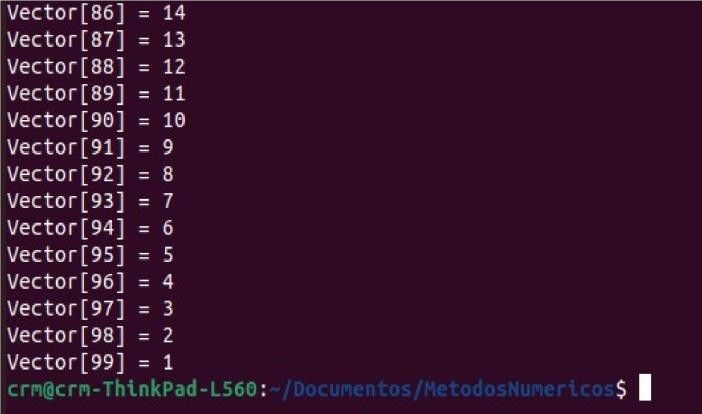 Vector[86] = 14
Vector[87] = 13
Vector[88] = 12
Vector[89] = 11
Vector[90] = 10
Vector[91] = 9
Vector[92] = 8
Vector[93] = 7
Vector[94] = 6
Vector[95] = 5
Vector[96] = 4
Vector[97] = 3
Vector[98] = 2
Vector[99] = 1
crm@crm-ThinkPad-L560:~/Documentos/MetodosNumericos$